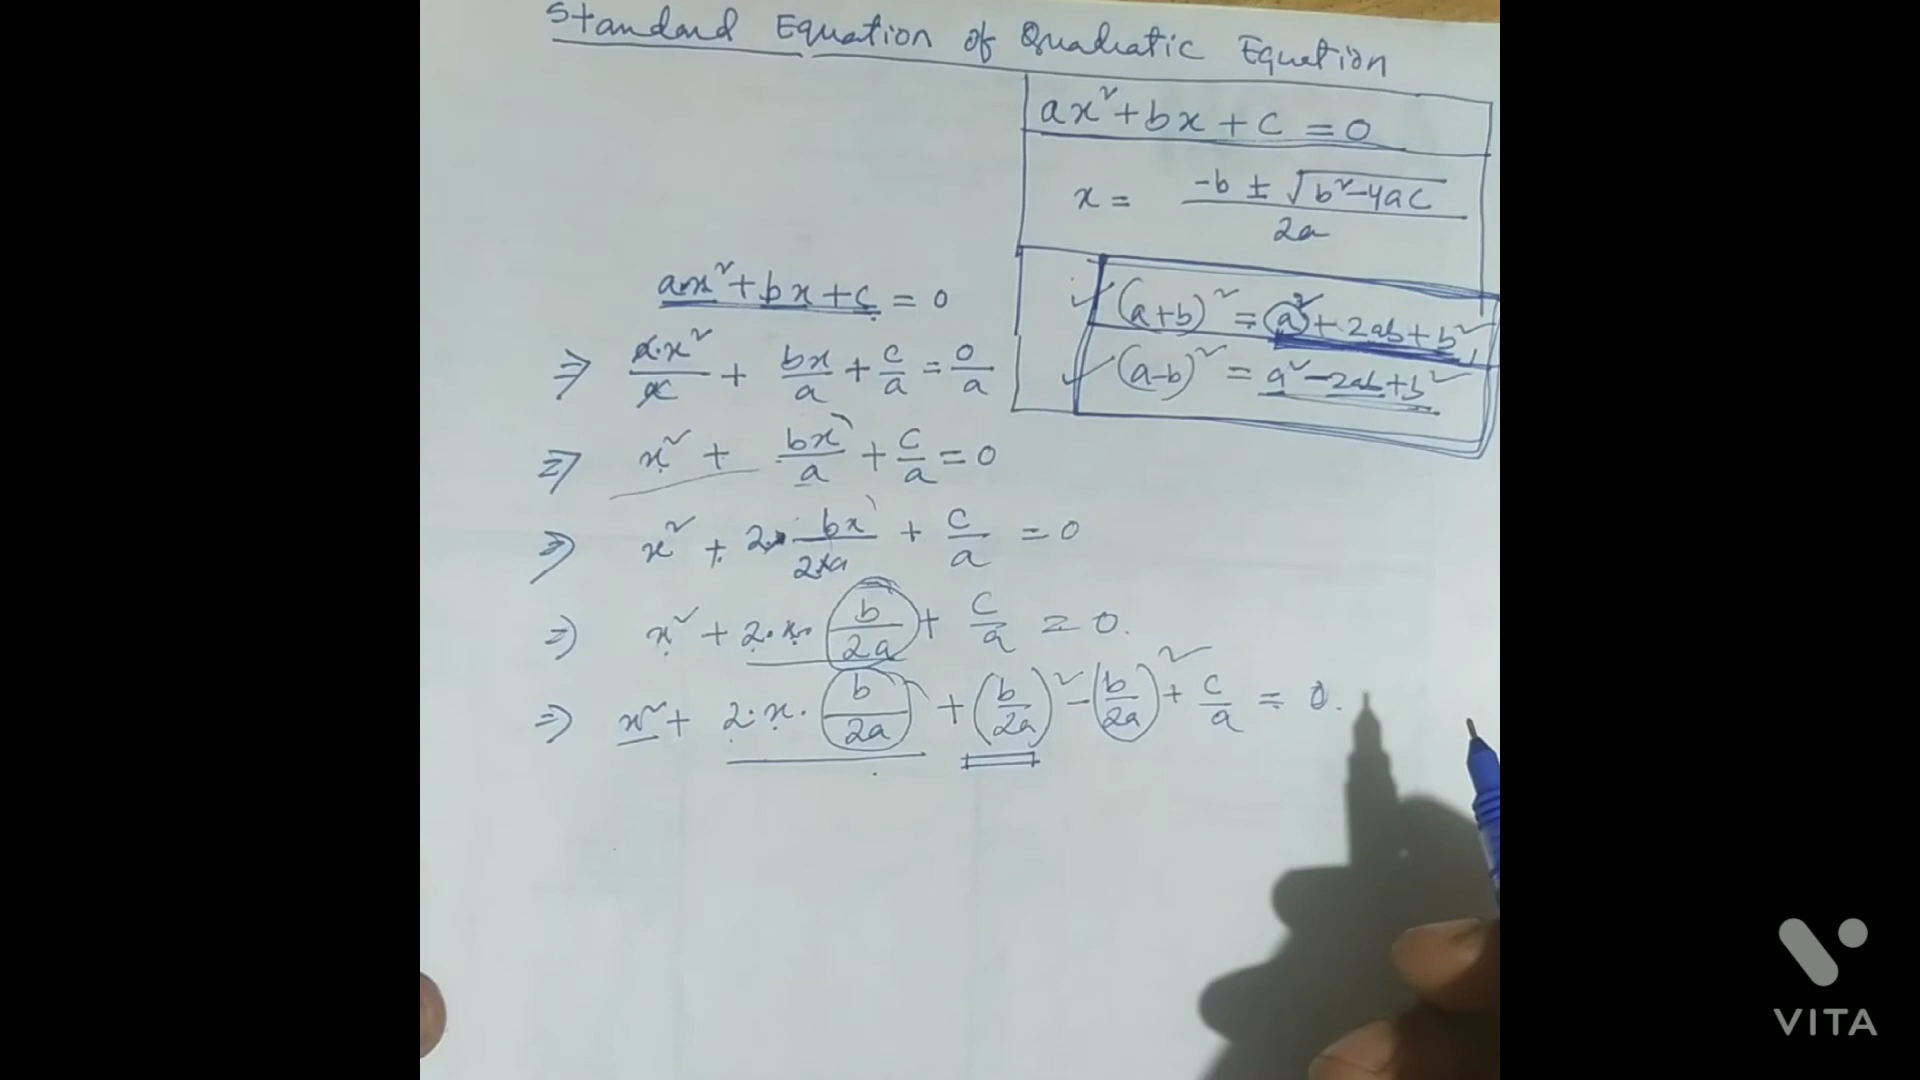 Standard Equation of Quadratic Equation
ax²+bx+c=0
x = -b ± √b²-4ac / 2a
(a+b)² = a²+2ab+b²
(a-b)² = a²-2ab+b²
ax²+bx+c = 0
⇒ a·x²/a + bx/a + c/a = 0/a
⇒ x² + bx/a + c/a = 0
⇒ x² + 2· bx/2×a + c/a = 0
⇒ x² + 2·x· b/2a + c/a = 0.
⇒ x² + 2·x· b/2a + (b/2a)² - (b/2a)² + c/a = 0.
VITA